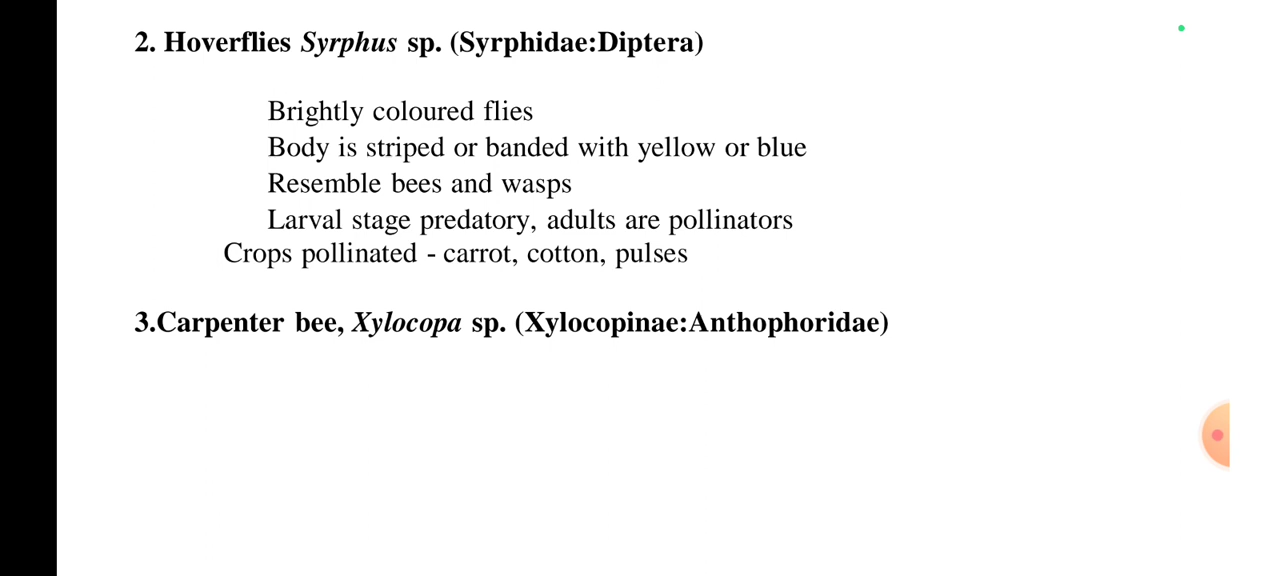 2. Hoverflies Syrphus sp. (Syrphidae:Diptera)
Brightly coloured flies
Body is striped or banded with yellow or blue
Resemble bees and wasps
Larval stage predatory, adults are pollinators
Crops pollinated - carrot, cotton, pulses
3.Carpenter bee, Xylocopa sp. (Xylocopinae:Anthophoridae)